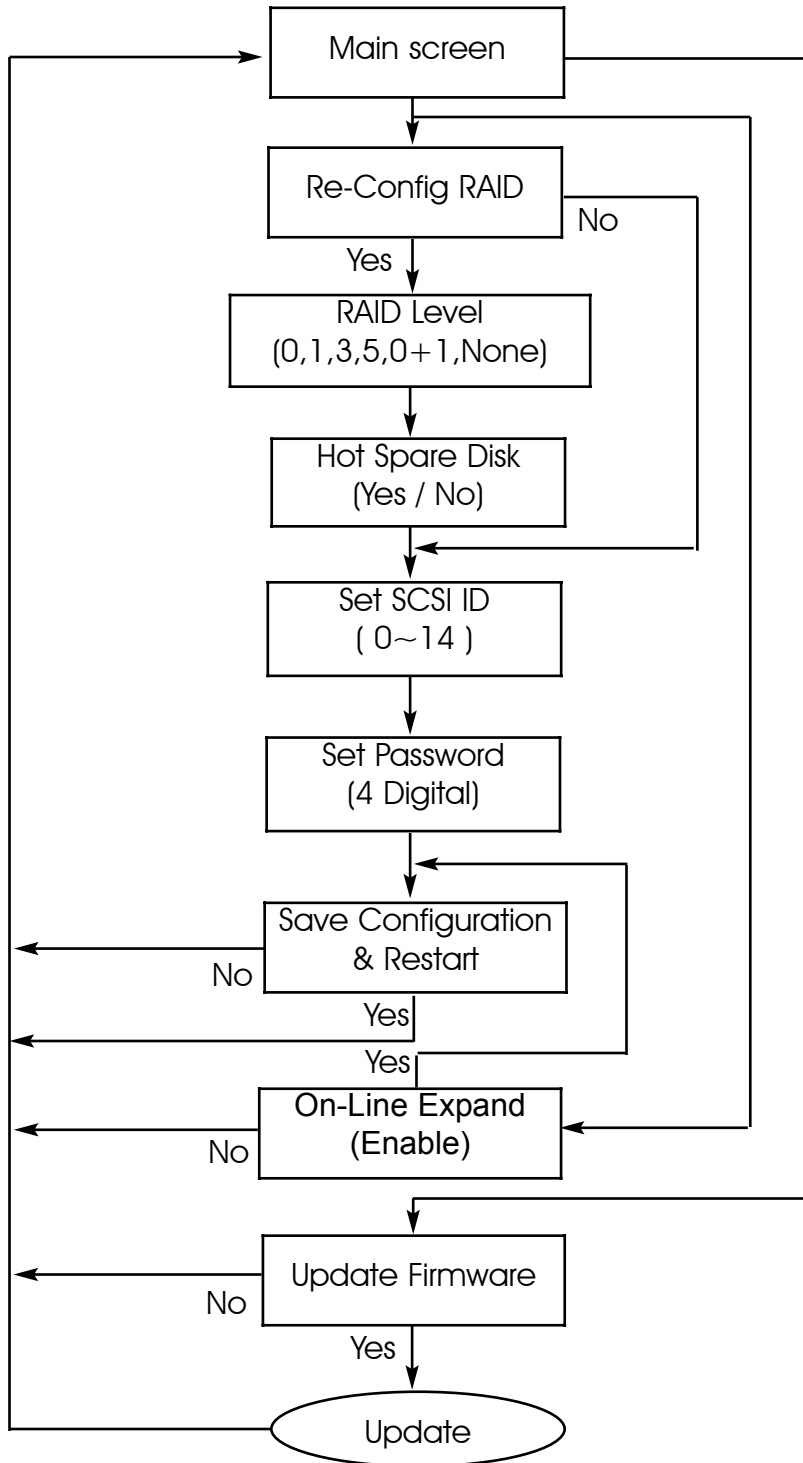 Main screen
Re-Config RAID
No
Yes
RAID Level
(0,1,3,5,0+1,None)
Hot Spare Disk
(Yes / No)
Set SCSI ID
( 0~14 )
Set Password
(4 Digital)
Save Configuration
& Restart
No
Yes
Yes
On-Line Expand
(Enable)
No
Update Firmware
No
Yes
Update